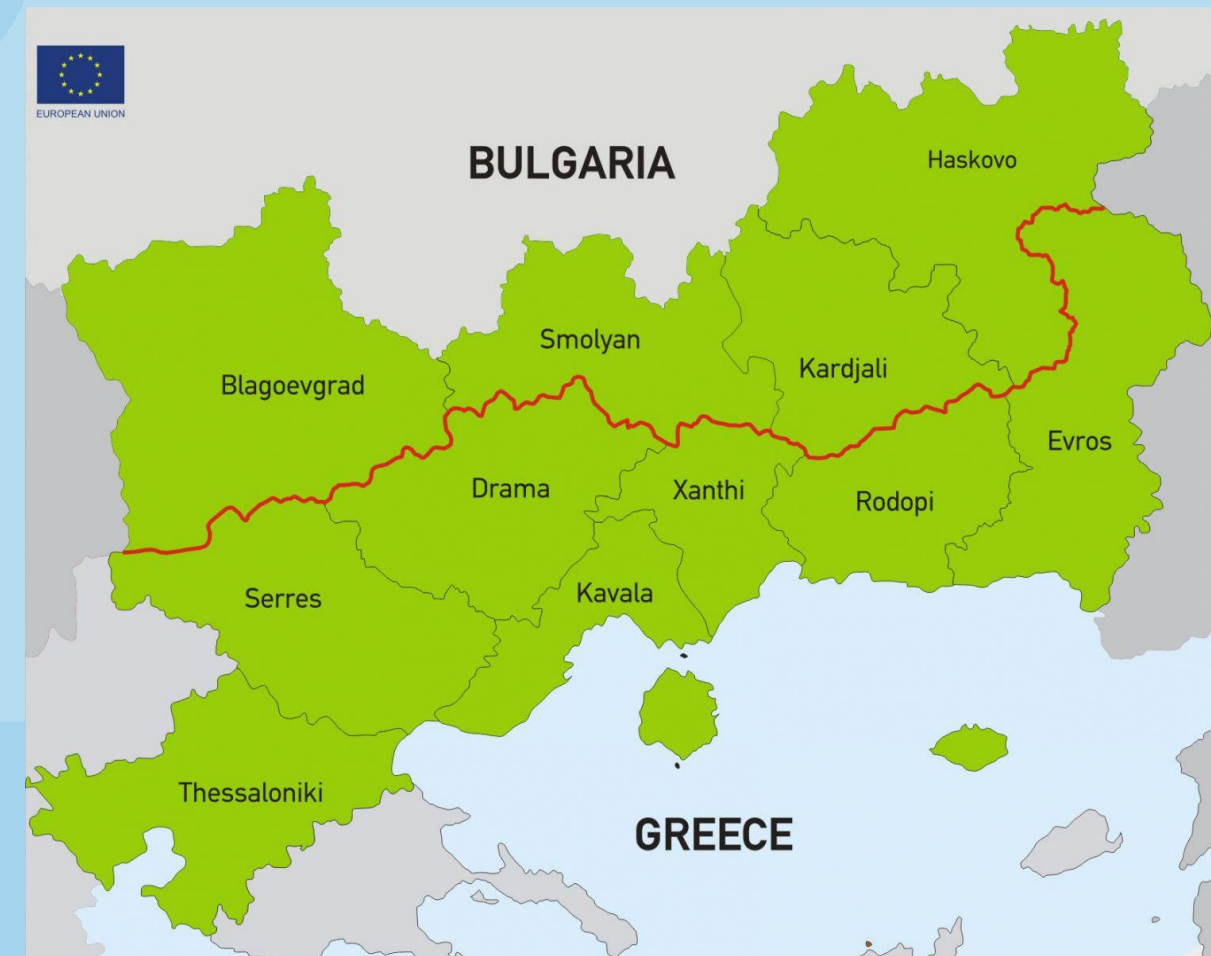 EUROPEAN UNION
BULGARIA
Haskovo
Smolyan
Kardjali
Blagoevgrad
Evros
Drama
Xanthi
Rodopi
Kavala
Serres
Thessaloniki
GREECE